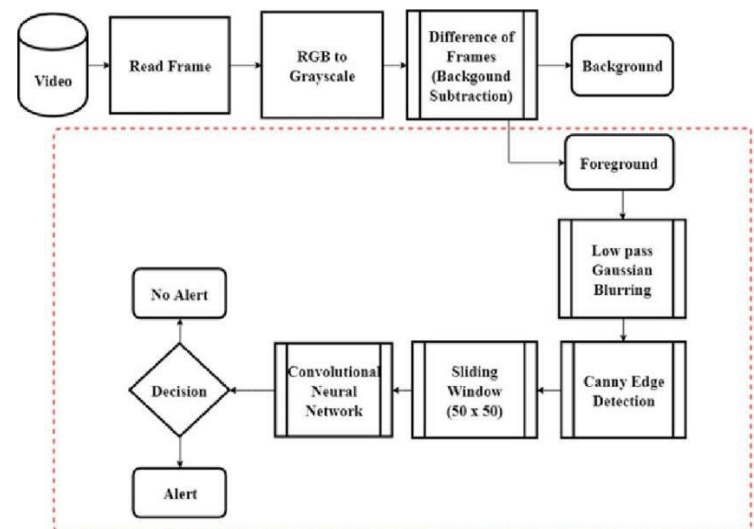 Video
Read Frame
RGB to
Grayscale
Difference of
Frames
(Backgound
Subtraction)
Background
Foreground
Low pass
Gaussian
Blurring
Canny Edge
Detection
Sliding
Window
(50 x 50)
Convolutional
Neural
Network
Decision
No Alert
Alert